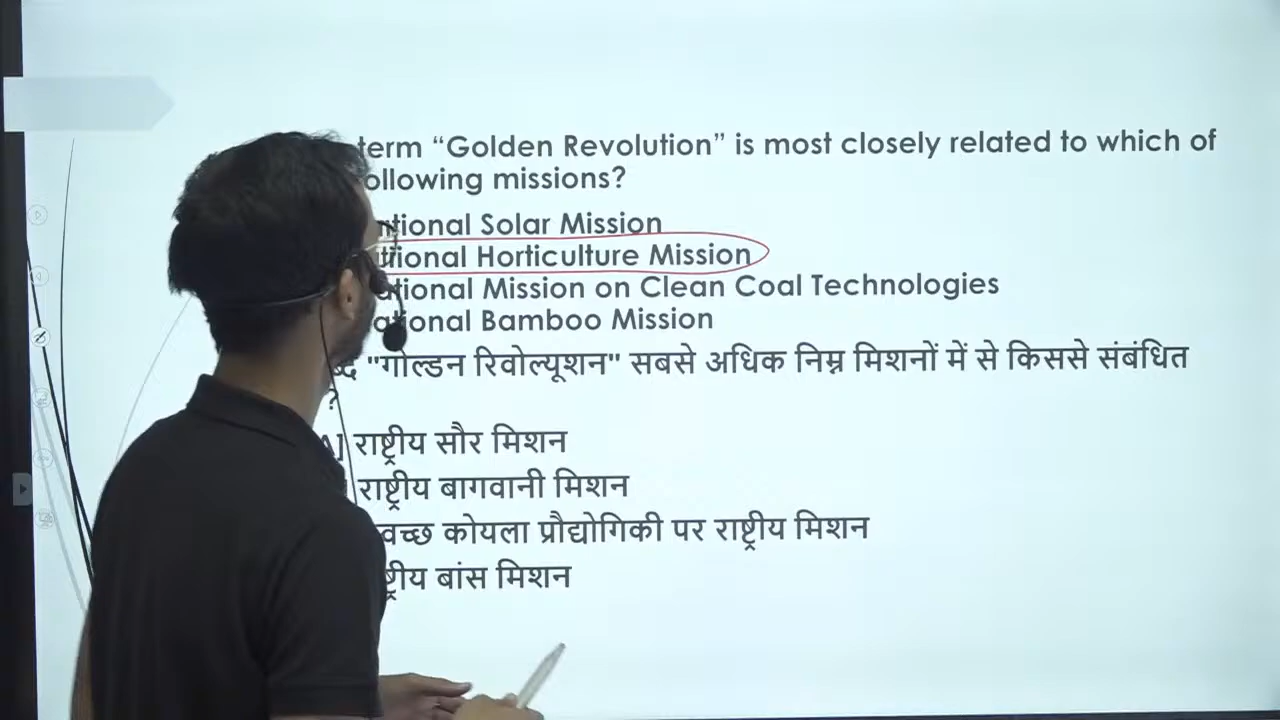 term “Golden Revolution” is most closely related to which of
ollowing missions?
tional Solar Mission
tional Horticulture Mission
ational Mission on Clean Coal Technologies
ational Bamboo Mission
"गोल्डन रिवोल्यूशन" सबसे अधिक निम्न मिशनों में से किससे संबंधित
?
A] राष्ट्रीय सौर मिशन
राष्ट्रीय बागवानी मिशन
वच्छ कोयला प्रौद्योगिकी पर राष्ट्रीय मिशन
ष्ट्रीय बांस मिशन